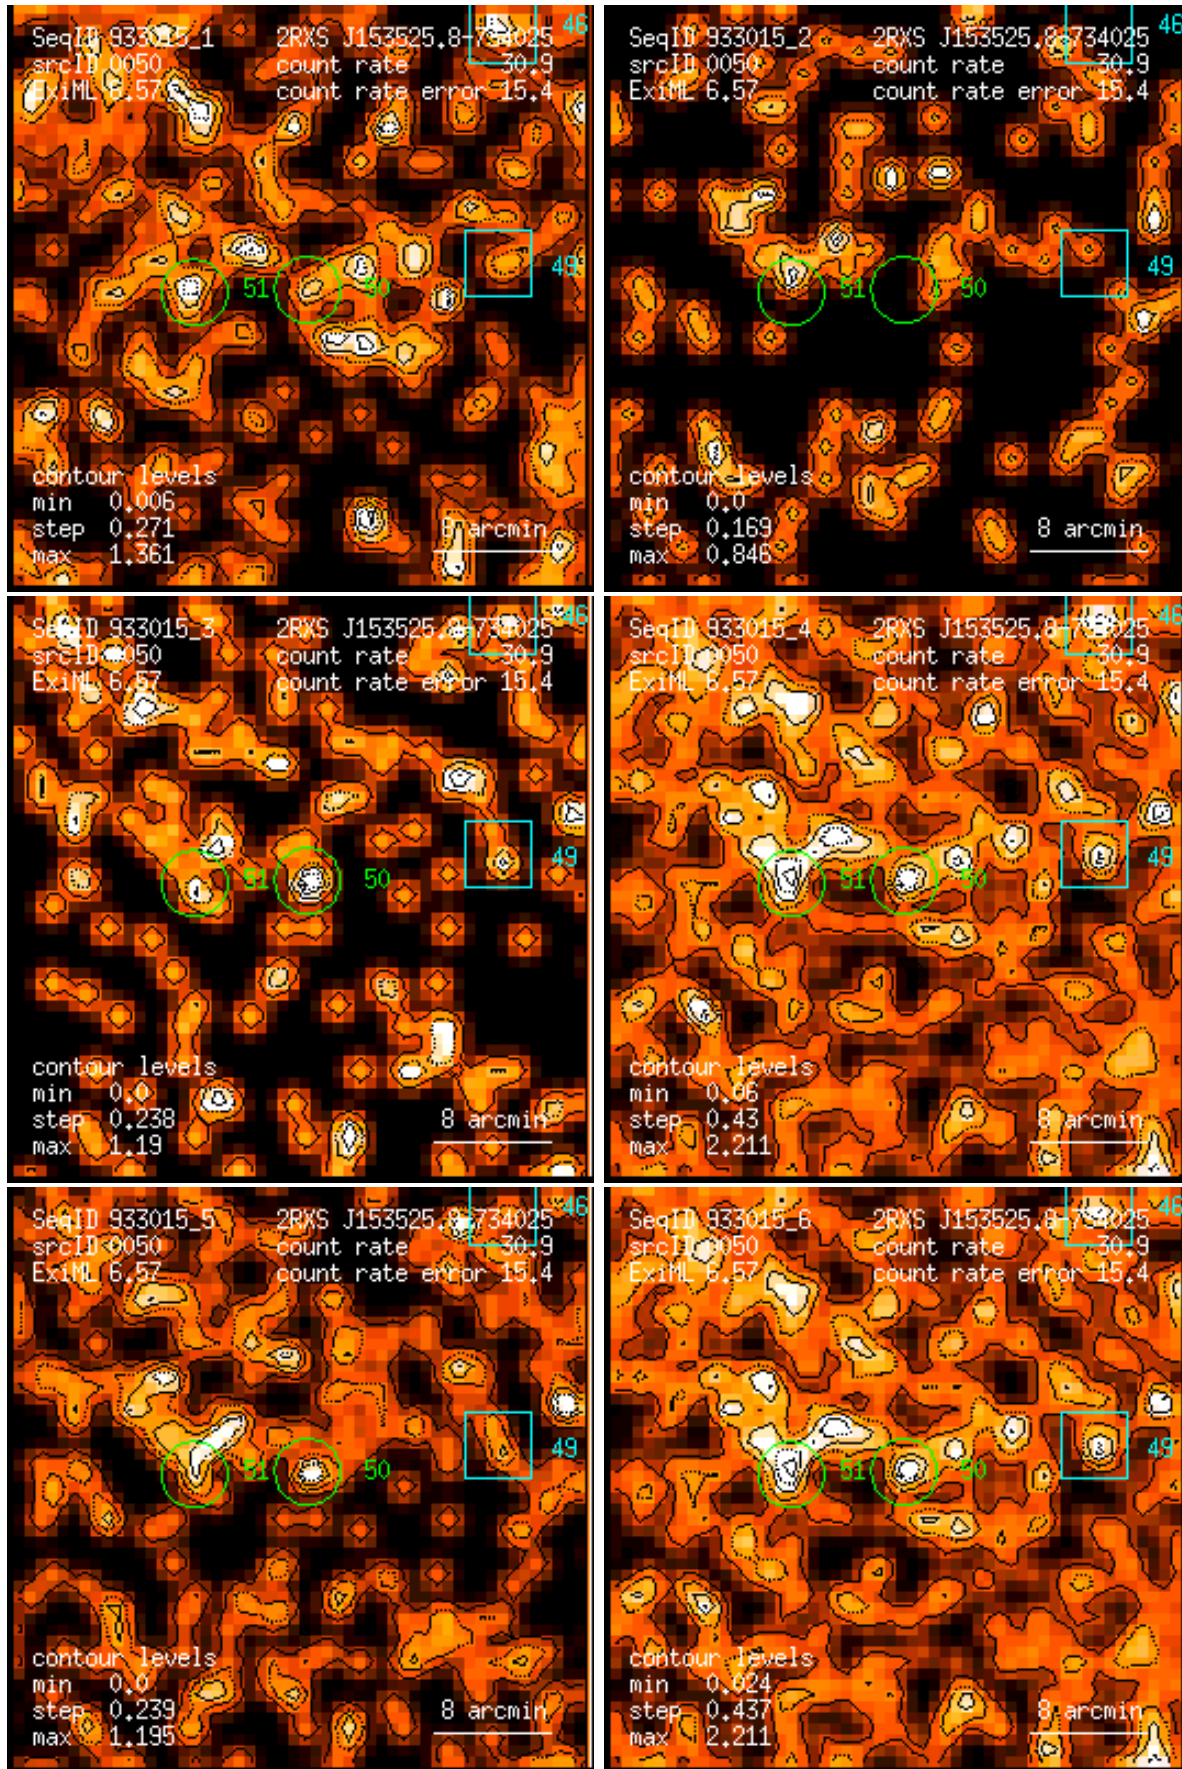 SeqID 933015_1 2RXS J153525.8-734025 46
srcID 0050 count rate 30.9
ExiML 6.57 count rate error 15.4
49
51 50
contour levels
min 0.006
step 0.271 8 arcmin
max 1.361
SeqID 933015_2 2RXS J153525.8-734025 46
srcID 0050 count rate 30.9
ExiML 6.57 count rate error 15.4
49
51 50
contour levels
min 0.0
step 0.169 8 arcmin
max 0.846
SeqID 933015_3 2RXS J153525.8-734025 46
srcID 0050 count rate 30.9
ExiML 6.57 count rate error 15.4
49
51 50
contour levels
min 0.0
step 0.238 8 arcmin
max 1.19
SeqID 933015_4 2RXS J153525.8-734025 46
srcID 0050 count rate 30.9
ExiML 6.57 count rate error 15.4
49
51 50
contour levels
min 0.06
step 0.43 8 arcmin
max 2.211
SeqID 933015_5 2RXS J153525.8-734025 46
srcID 0050 count rate 30.9
ExiML 6.57 count rate error 15.4
49
51 50
contour levels
min 0.0
step 0.239 8 arcmin
max 1.195
SeqID 933015_6 2RXS J153525.8-734025 46
srcID 0050 count rate 30.9
ExiML 6.57 count rate error 15.4
49
51 50
contour levels
min 0.024
step 0.437 8 arcmin
max 2.211